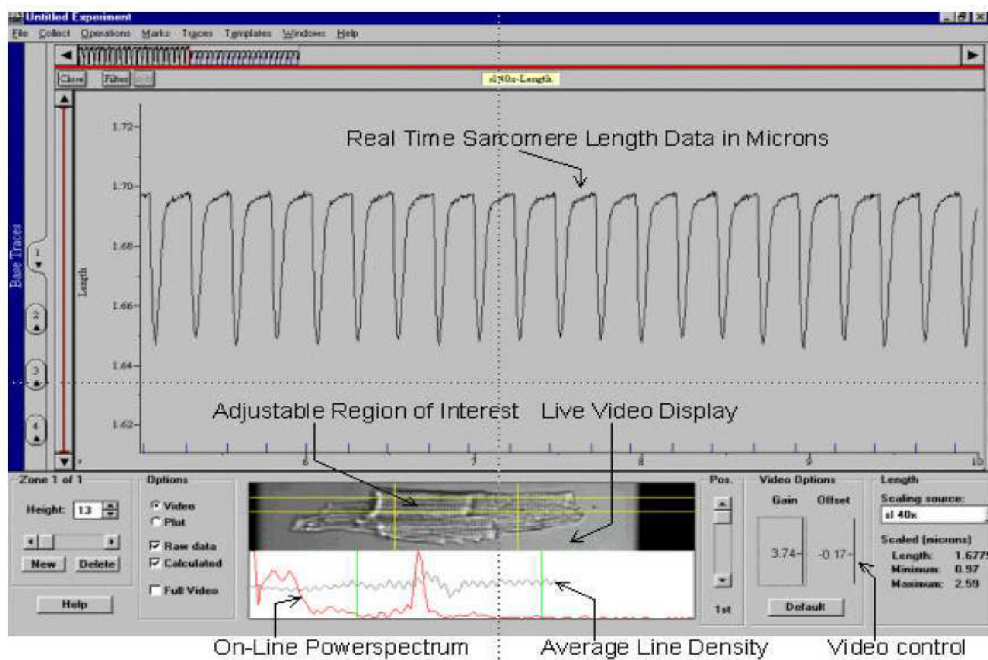 Untitled Experiment
File Collect Operations Marks Traces Templates Windows Help
Close Filter
sl 40x-Length
1.72
Real Time Sarcomere Length Data in Microns
1.70
1.68
Base Traces
1
Length
2
1.66
3
1.64
4
Adjustable Region of Interest Live Video Display
1.62
7 8 9 10
Zone 1 of 1
Height: 13
New Delete
Help
Options
Video
Plot
Raw data
Calculated
Full Video
Pos.
1st
Video Options
Gain Offset
3.74 -0.17
Default
Length
Scaling source:
sl 40x
Scaled (microns)
Length: 1.677
Minimum: 0.97
Maximum: 2.59
On-Line Powerspectrum Average Line Density Video control